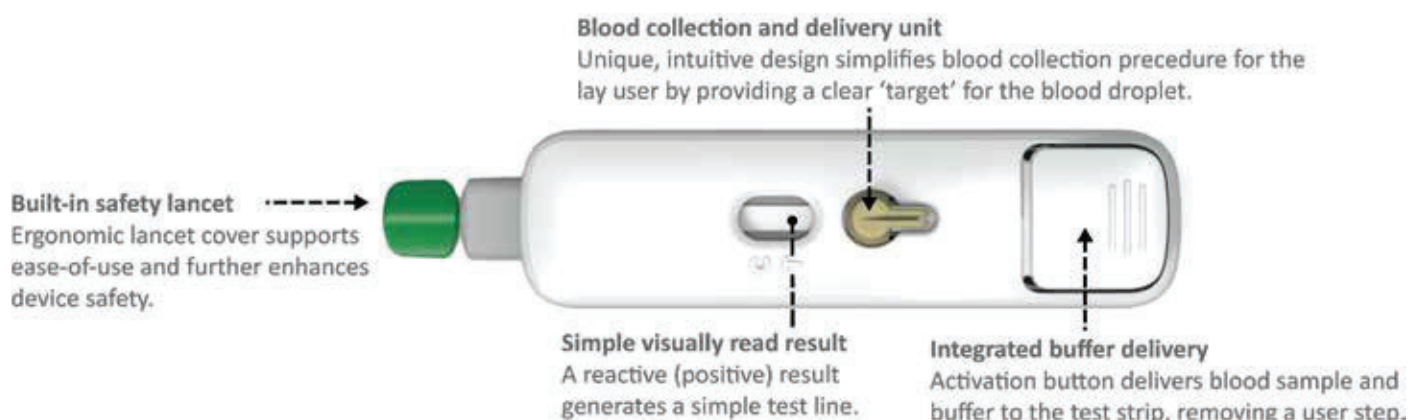 Blood collection and delivery unit
Unique, intuitive design simplifies blood collection precedure for the
lay user by providing a clear ‘target’ for the blood droplet.
Built-in safety lancet
Ergonomic lancet cover supports
ease-of-use and further enhances
device safety.
C
T
Simple visually read result
A reactive (positive) result
generates a simple test line.
Integrated buffer delivery
Activation button delivers blood sample and
buffer to the test strip, removing a user step.